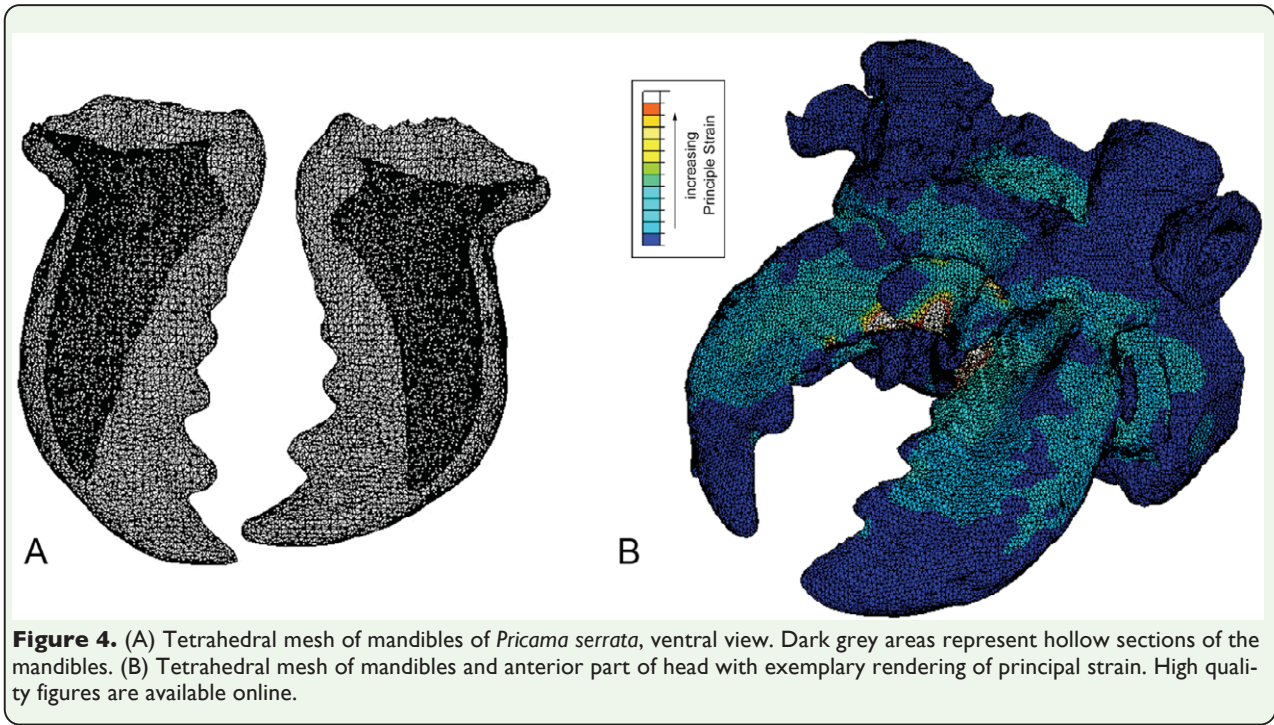 increasing
Principle Strain
A
B
Figure 4. (A) Tetrahedral mesh of mandibles of Pricama serrata, ventral view. Dark grey areas represent hollow sections of the
mandibles. (B) Tetrahedral mesh of mandibles and anterior part of head with exemplary rendering of principal strain. High quali-
ty figures are available online.